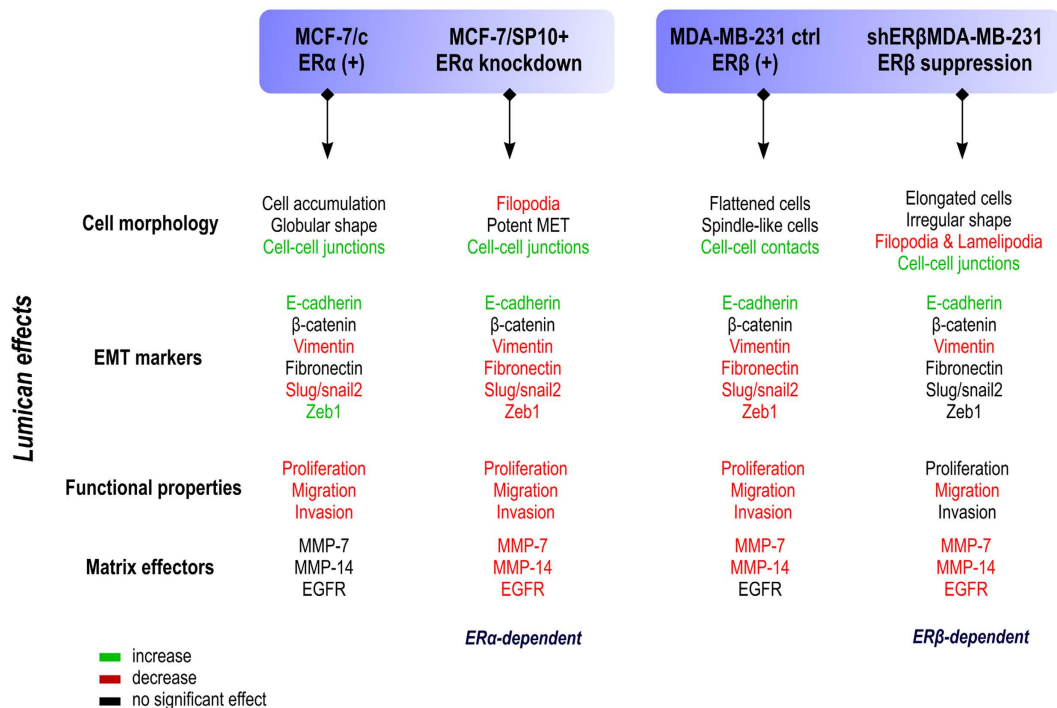 MCF-7/c
ERα (+)
MCF-7/SP10+
ERα knockdown
MDA-MB-231 ctrl
ERβ (+)
shERβMDA-MB-231
ERβ suppression
Lumican effects
Cell morphology
Cell accumulation
Globular shape
Cell-cell junctions
Filopodia
Potent MET
Cell-cell junctions
Flattened cells
Spindle-like cells
Cell-cell contacts
Elongated cells
Irregular shape
Filopodia & Lamelipodia
Cell-cell junctions
EMT markers
E-cadherin
β-catenin
Vimentin
Fibronectin
Slug/snail2
Zeb1
E-cadherin
β-catenin
Vimentin
Fibronectin
Slug/snail2
Zeb1
E-cadherin
β-catenin
Vimentin
Fibronectin
Slug/snail2
Zeb1
E-cadherin
β-catenin
Vimentin
Fibronectin
Slug/snail2
Zeb1
Functional properties
Proliferation
Migration
Invasion
Proliferation
Migration
Invasion
Proliferation
Migration
Invasion
Proliferation
Migration
Invasion
Matrix effectors
MMP-7
MMP-14
EGFR
MMP-7
MMP-14
EGFR
MMP-7
MMP-14
EGFR
MMP-7
MMP-14
EGFR
ERα-dependent
ERβ-dependent
increase
decrease
no significant effect